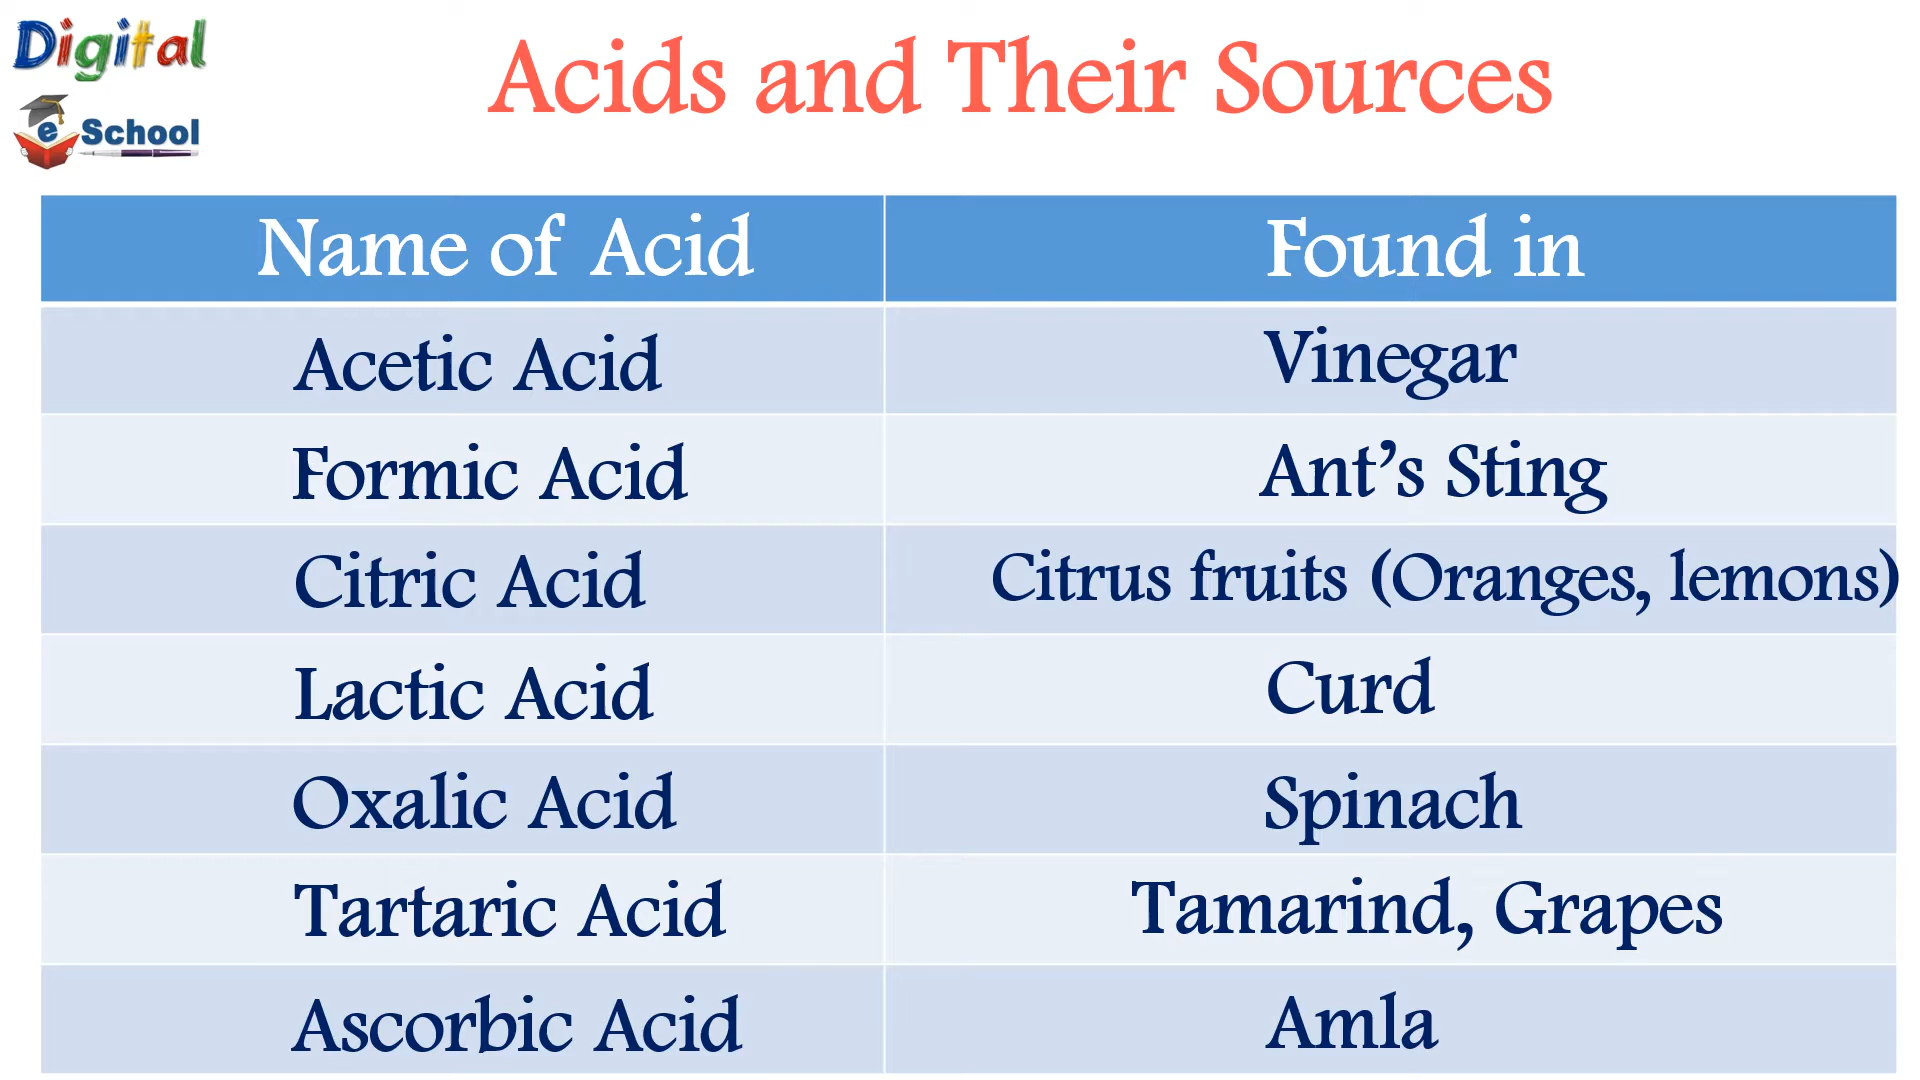 Digital
e School
Acids and Their Sources
Name of Acid Found in
Acetic Acid Vinegar
Formic Acid Ant’s Sting
Citric Acid Citrus fruits (Oranges, lemons)
Lactic Acid Curd
Oxalic Acid Spinach
Tartaric Acid Tamarind, Grapes
Ascorbic Acid Amla